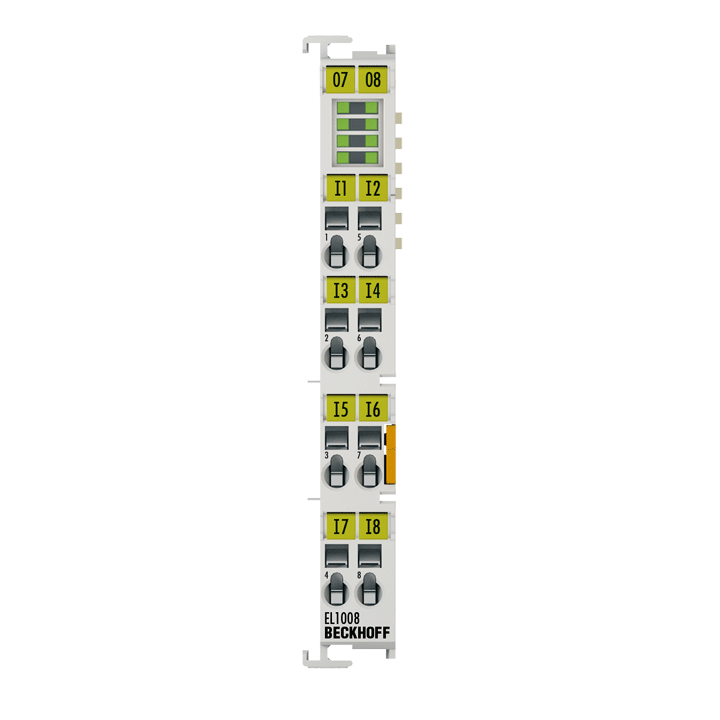 07 08
I1 I2
1 5
I3 I4
2 6
I5 I6
3 7
I7 I8
4 8
EL1008
BECKHOFF